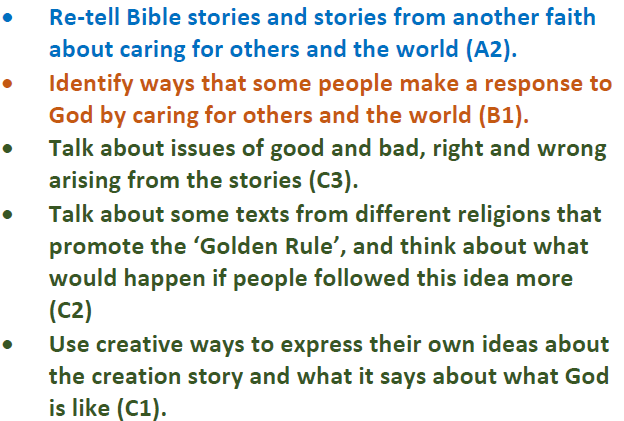 • Re-tell Bible stories and stories from another faith
about caring for others and the world (A2).
• Identify ways that some people make a response to
God by caring for others and the world (B1).
• Talk about issues of good and bad, right and wrong
arising from the stories (C3).
• Talk about some texts from different religions that
promote the ‘Golden Rule’, and think about what
would happen if people followed this idea more
(C2)
• Use creative ways to express their own ideas about
the creation story and what it says about what God
is like (C1).